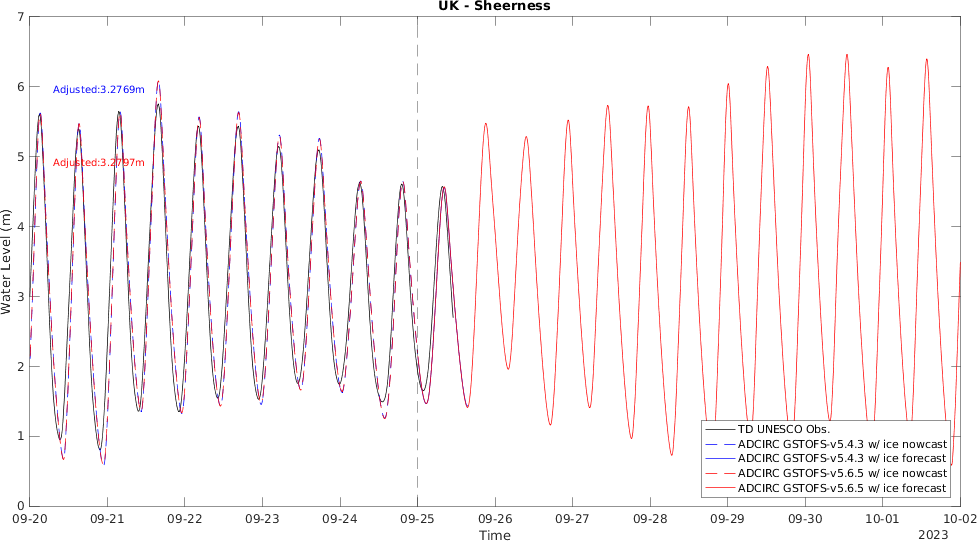 UK - Sheerness
7
6
5
4
3
2
1
0
Water Level (m)
Adjusted:3.2769m
Adjusted:3.2797m
TD UNESCO Obs.
ADCIRC GSTOFS-v5.4.3 w/ ice nowcast
ADCIRC GSTOFS-v5.4.3 w/ ice forecast
ADCIRC GSTOFS-v5.6.5 w/ ice nowcast
ADCIRC GSTOFS-v5.6.5 w/ ice forecast
09-20 09-21 09-22 09-23 09-24 09-25 09-26 09-27 09-28 09-29 09-30 10-01 10-02
Time
2023